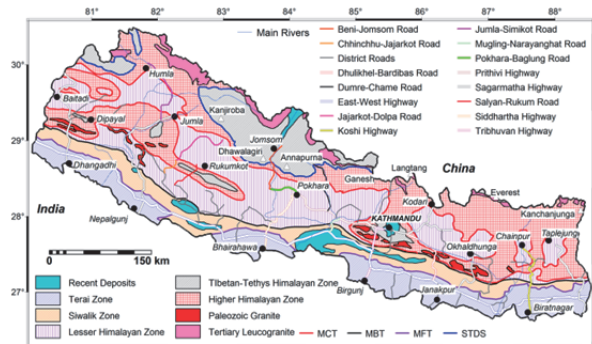 81° 82° 83° 84° 85° 86° 87° 88°
30°
29°
28°
27°
Main Rivers
Beni-Jomsom Road
Chhinchhu-Jajarkot Road
District Roads
Dhulikhel-Bardibas Road
Dumre-Chame Road
East-West Highway
Jajarkot-Dolpa Road
Koshi Highway
Jumla-Simikot Road
Mugling-Narayanghat Road
Pokhara-Baglung Road
Prithivi Highway
Sagarmatha Highway
Salyan-Rukum Road
Siddhartha Highway
Tribhuvan Highway
Humla
Baitadi
Dipayal
Jumla
Kanjiroba
Jomsom
Dhawalagiri
Annapurna
Rukumkot
Dhangadhi
Pokhara
Ganesh
Langtang
China
Kodari
Everest
Kanchanjunga
India
Nepalgunj
KATHMANDU
Chainpur
Taplejung
Okhaldhunga
Bhairahawa
Birgunj
Janakpur
Biratnagar
0 150
km
Recent Deposits
Terai Zone
Siwalik Zone
Lesser Himalayan Zone
Tibetan-Tethys Himalayan Zone
Higher Himalayan Zone
Paleozoic Granite
Tertiary Leucogranite
MCT MBT MFT STDS